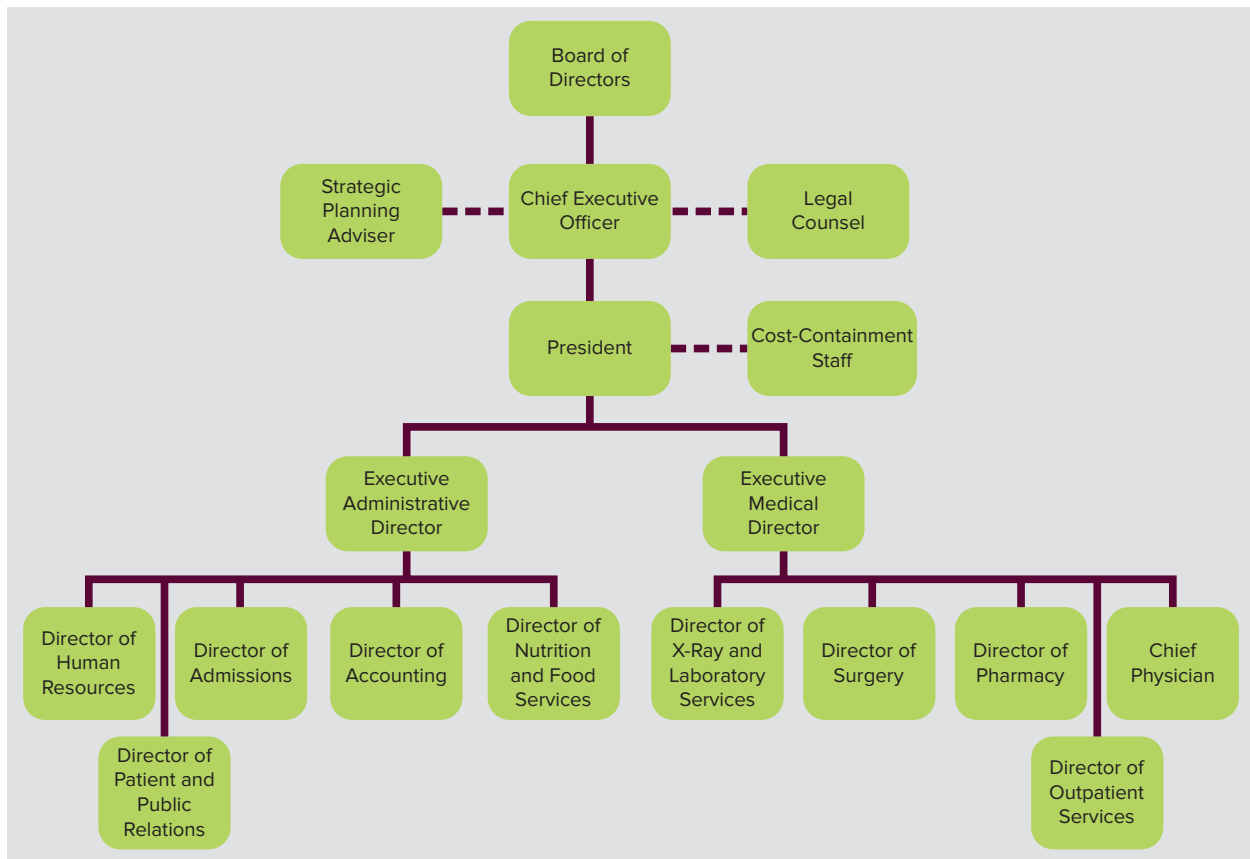 Board of
Directors
Strategic
Planning
Adviser
Chief Executive
Officer
Legal
Counsel
President
Cost-Containment
Staff
Executive
Administrative
Director
Executive
Medical
Director
Director of
Human
Resources
Director of
Admissions
Director of
Accounting
Director of
Nutrition
and Food
Services
Director of
X-Ray and
Laboratory
Services
Director of
Surgery
Director of
Pharmacy
Chief
Physician
Director of
Patient and
Public
Relations
Director of
Outpatient
Services